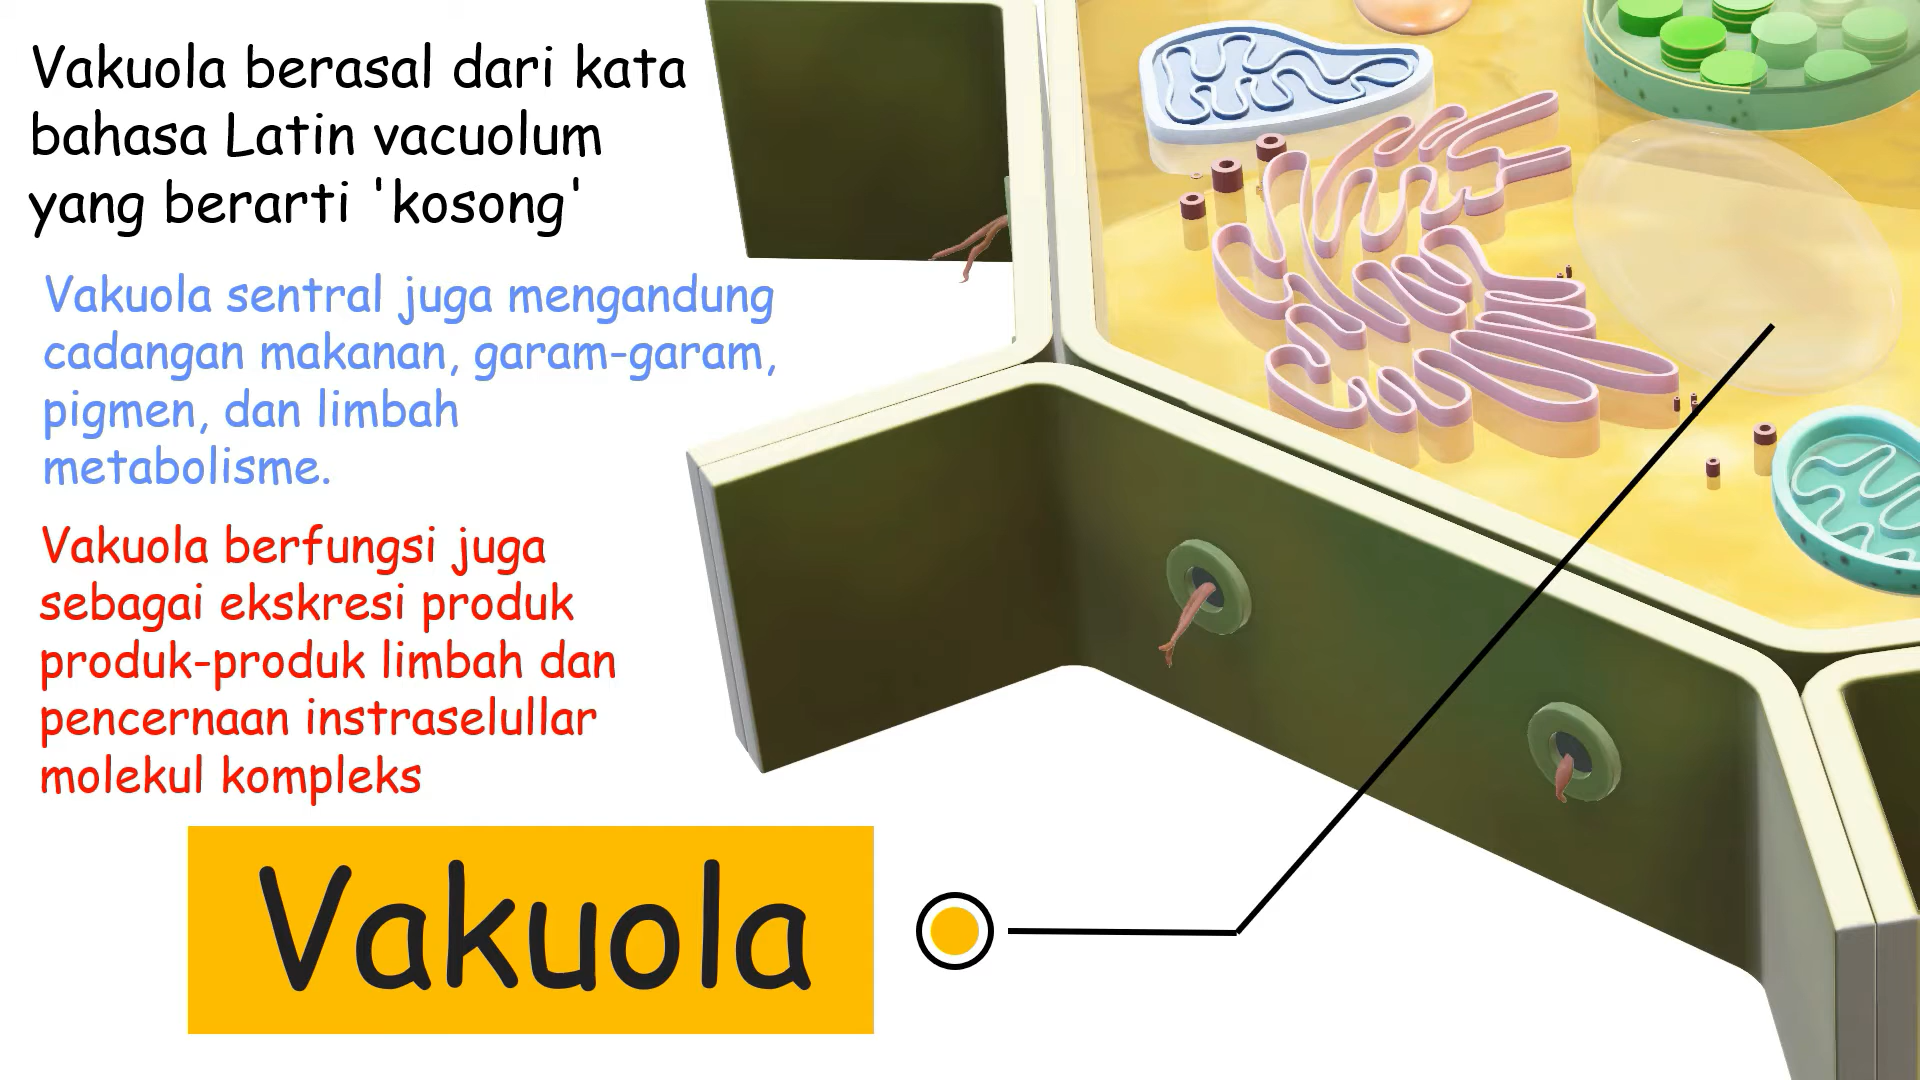 Vakuola berasal dari kata
bahasa Latin vacuolum
yang berarti 'kosong'
Vakuola sentral juga mengandung
cadangan makanan, garam-garam,
pigmen, dan limbah
metabolisme.
Vakuola berfungsi juga
sebagai ekskresi produk
produk-produk limbah dan
pencernaan instraselullar
molekul kompleks
Vakuola